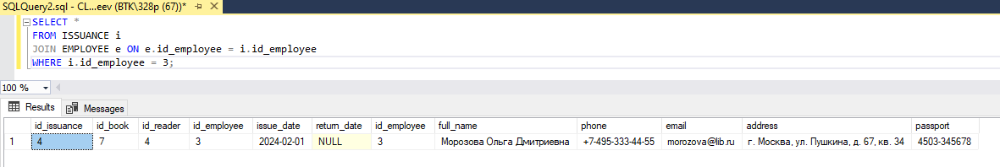 SQLQuery2.sql - CL...eev (BTK\328p (67))*
SELECT *
FROM ISSUANCE i
JOIN EMPLOYEE e ON e.id_employee = i.id_employee
WHERE i.id_employee = 3;
100 %
Results Messages
id_issuance id_book id_reader id_employee issue_date return_date id_employee full_name phone email address passport
1 4 7 4 3 2024-02-01 NULL 3 Морозова Ольга Дмитриевна +7-495-333-44-55 morozova@lib.ru г. Москва, ул. Пушкина, д. 67, кв. 34 4503-345678